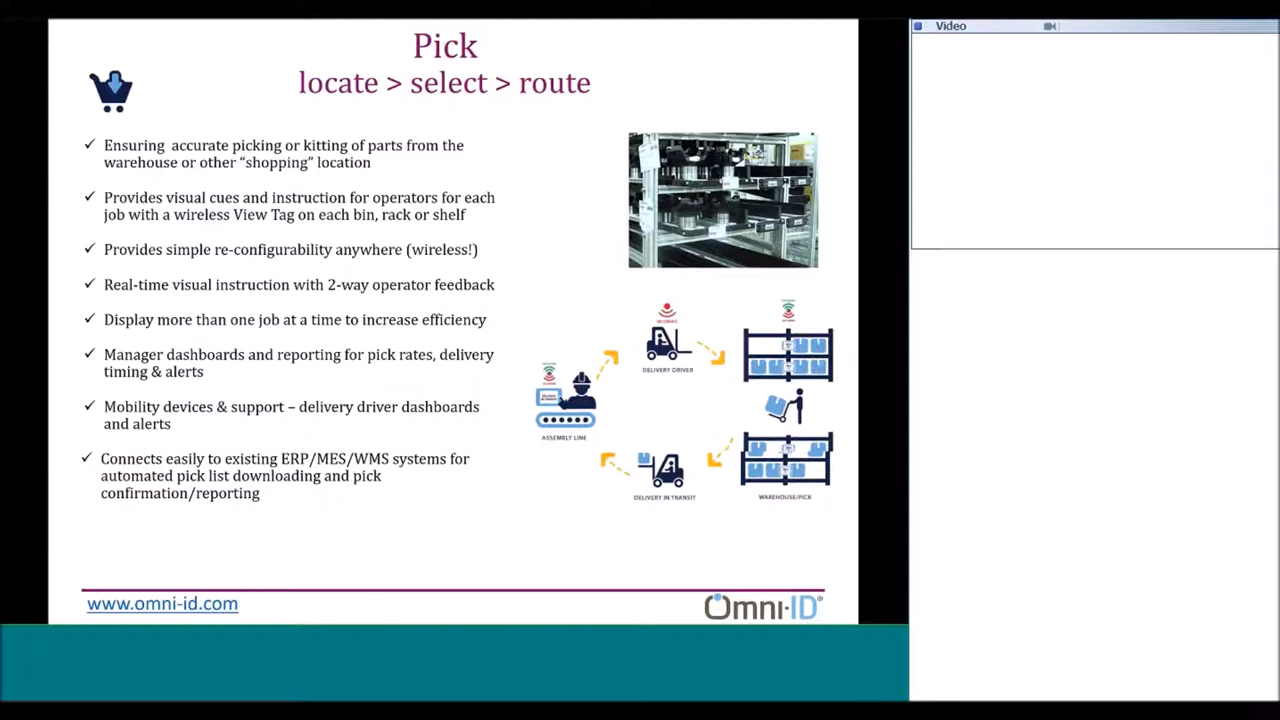 Video
Pick
locate > select > route
Ensuring accurate picking or kitting of parts from the
warehouse or other “shopping” location
Provides visual cues and instruction for operators for each
job with a wireless View Tag on each bin, rack or shelf
Provides simple re-configurability anywhere (wireless!)
Real-time visual instruction with 2-way operator feedback
Display more than one job at a time to increase efficiency
Manager dashboards and reporting for pick rates, delivery
timing & alerts
Mobility devices & support – delivery driver dashboards
and alerts
Connects easily to existing ERP/MES/WMS systems for
automated pick list downloading and pick
confirmation/reporting
DELIVERY DRIVER
ASSEMBLY LINE
DELIVERY IN TRANSIT
WAREHOUSE/PICK
www.omni-id.com
Omni-ID®